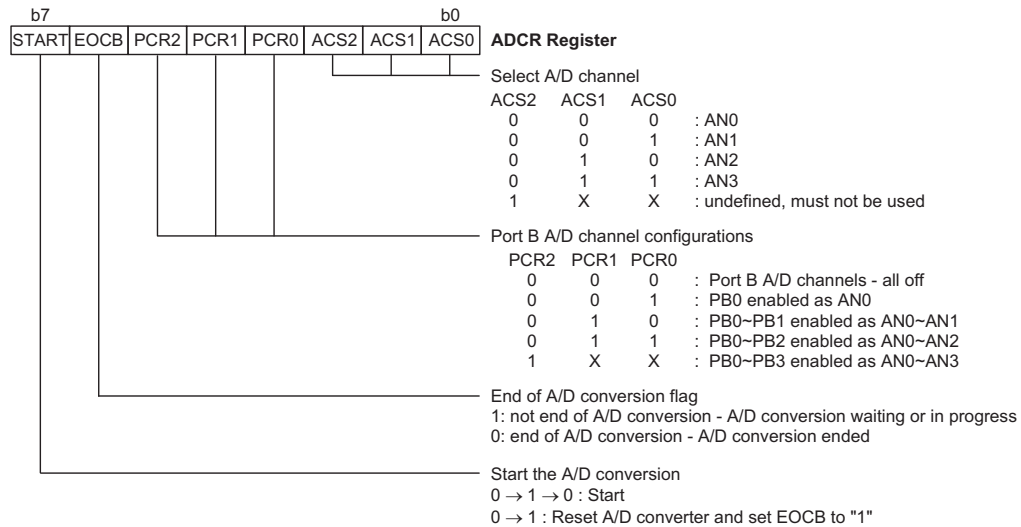 b7 b0
START EOCB PCR2 PCR1 PCR0 ACS2 ACS1 ACS0 ADCR Register
Select A/D channel
ACS2 ACS1 ACS0
0 0 0 : AN0
0 0 1 : AN1
0 1 0 : AN2
0 1 1 : AN3
1 X X : undefined, must not be used
Port B A/D channel configurations
PCR2 PCR1 PCR0
0 0 0 : Port B A/D channels - all off
0 0 1 : PB0 enabled as AN0
0 1 0 : PB0~PB1 enabled as AN0~AN1
0 1 1 : PB0~PB2 enabled as AN0~AN2
1 X X : PB0~PB3 enabled as AN0~AN3
End of A/D conversion flag
1: not end of A/D conversion - A/D conversion waiting or in progress
0: end of A/D conversion - A/D conversion ended
Start the A/D conversion
0 → 1 → 0 : Start
0 → 1 : Reset A/D converter and set EOCB to "1"